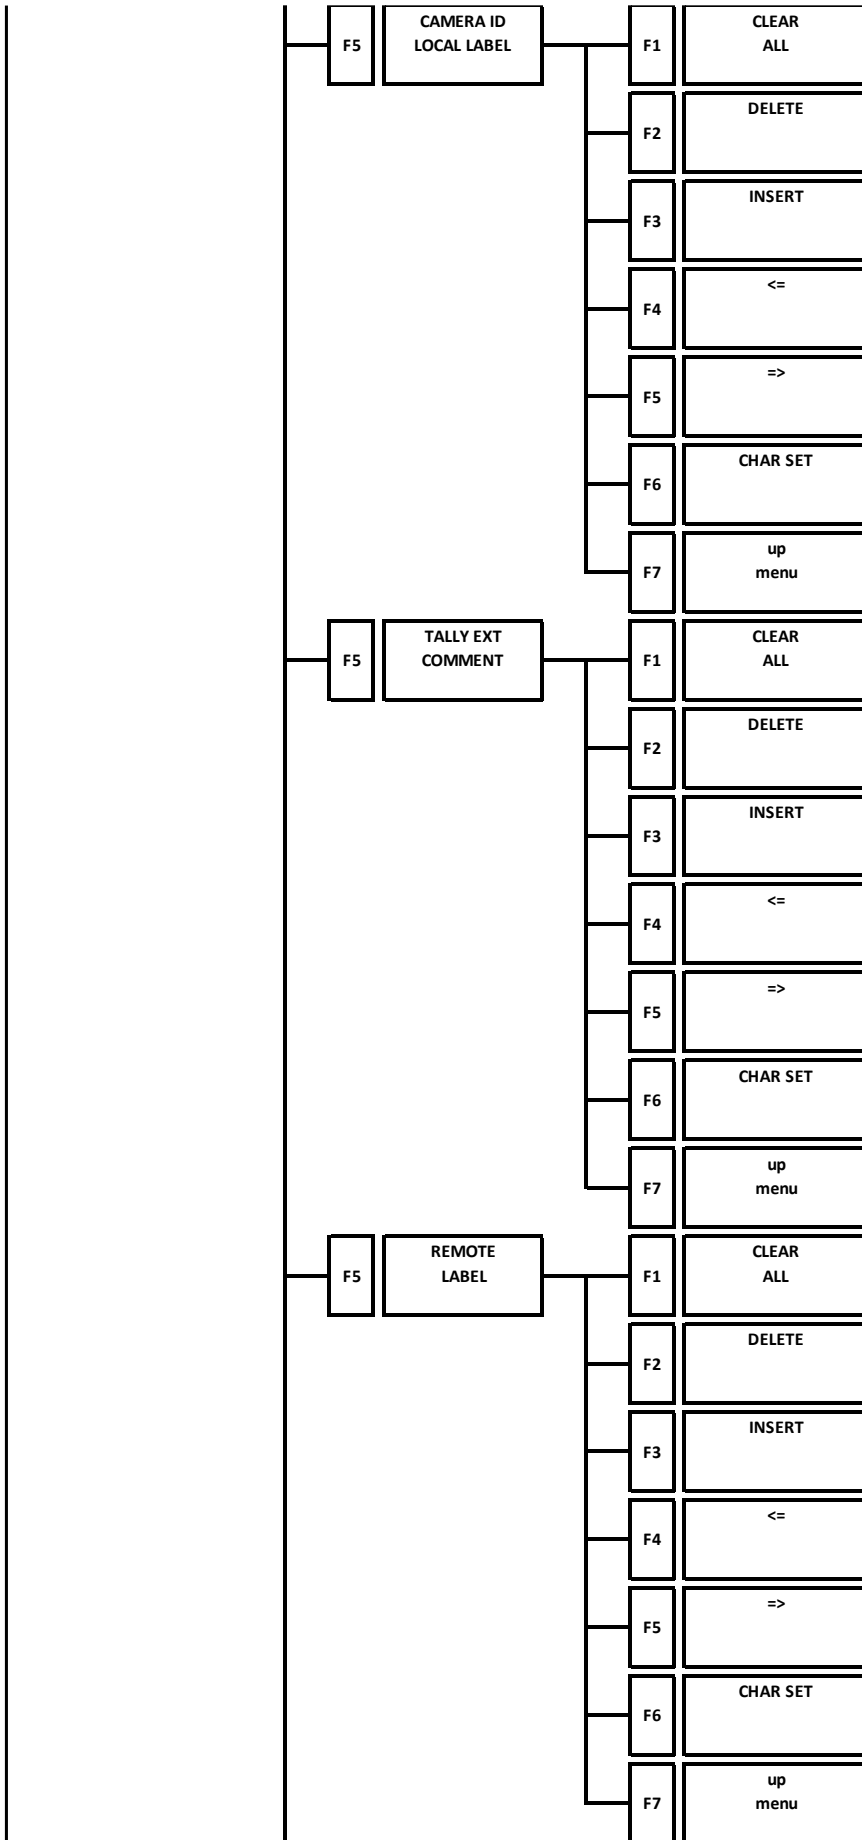 F5
CAMERA ID
LOCAL LABEL
F1
CLEAR
ALL
F2
DELETE
F3
INSERT
F4
<=
F5
=>
F6
CHAR SET
F7
up
menu
F5
TALLY EXT
COMMENT
F1
CLEAR
ALL
F2
DELETE
F3
INSERT
F4
<=
F5
=>
F6
CHAR SET
F7
up
menu
F5
REMOTE
LABEL
F1
CLEAR
ALL
F2
DELETE
F3
INSERT
F4
<=
F5
=>
F6
CHAR SET
F7
up
menu